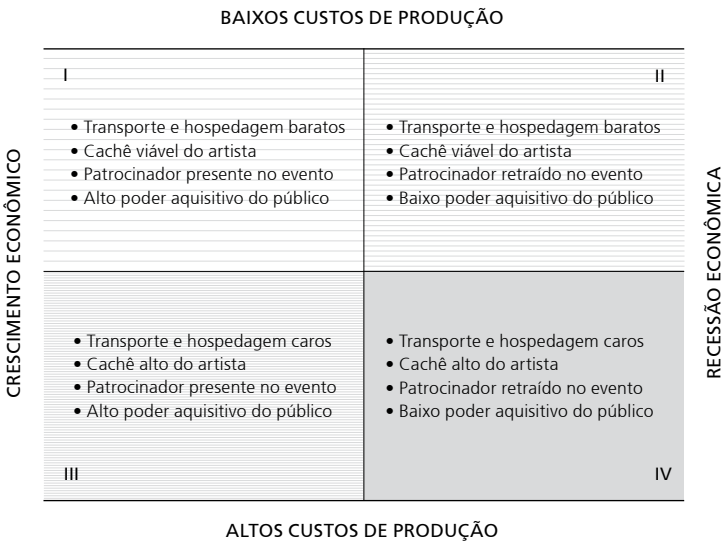 BAIXOS CUSTOS DE PRODUÇÃO
CRESCIMENTO ECONÔMICO
I
• Transporte e hospedagem baratos
• Cachê viável do artista
• Patrocinador presente no evento
• Alto poder aquisitivo do público
II
• Transporte e hospedagem baratos
• Cachê viável do artista
• Patrocinador retraído no evento
• Baixo poder aquisitivo do público
RECESSÃO ECONÔMICA
• Transporte e hospedagem caros
• Cachê alto do artista
• Patrocinador presente no evento
• Alto poder aquisitivo do público
III
• Transporte e hospedagem caros
• Cachê alto do artista
• Patrocinador retraído no evento
• Baixo poder aquisitivo do público
IV
ALTOS CUSTOS DE PRODUÇÃO